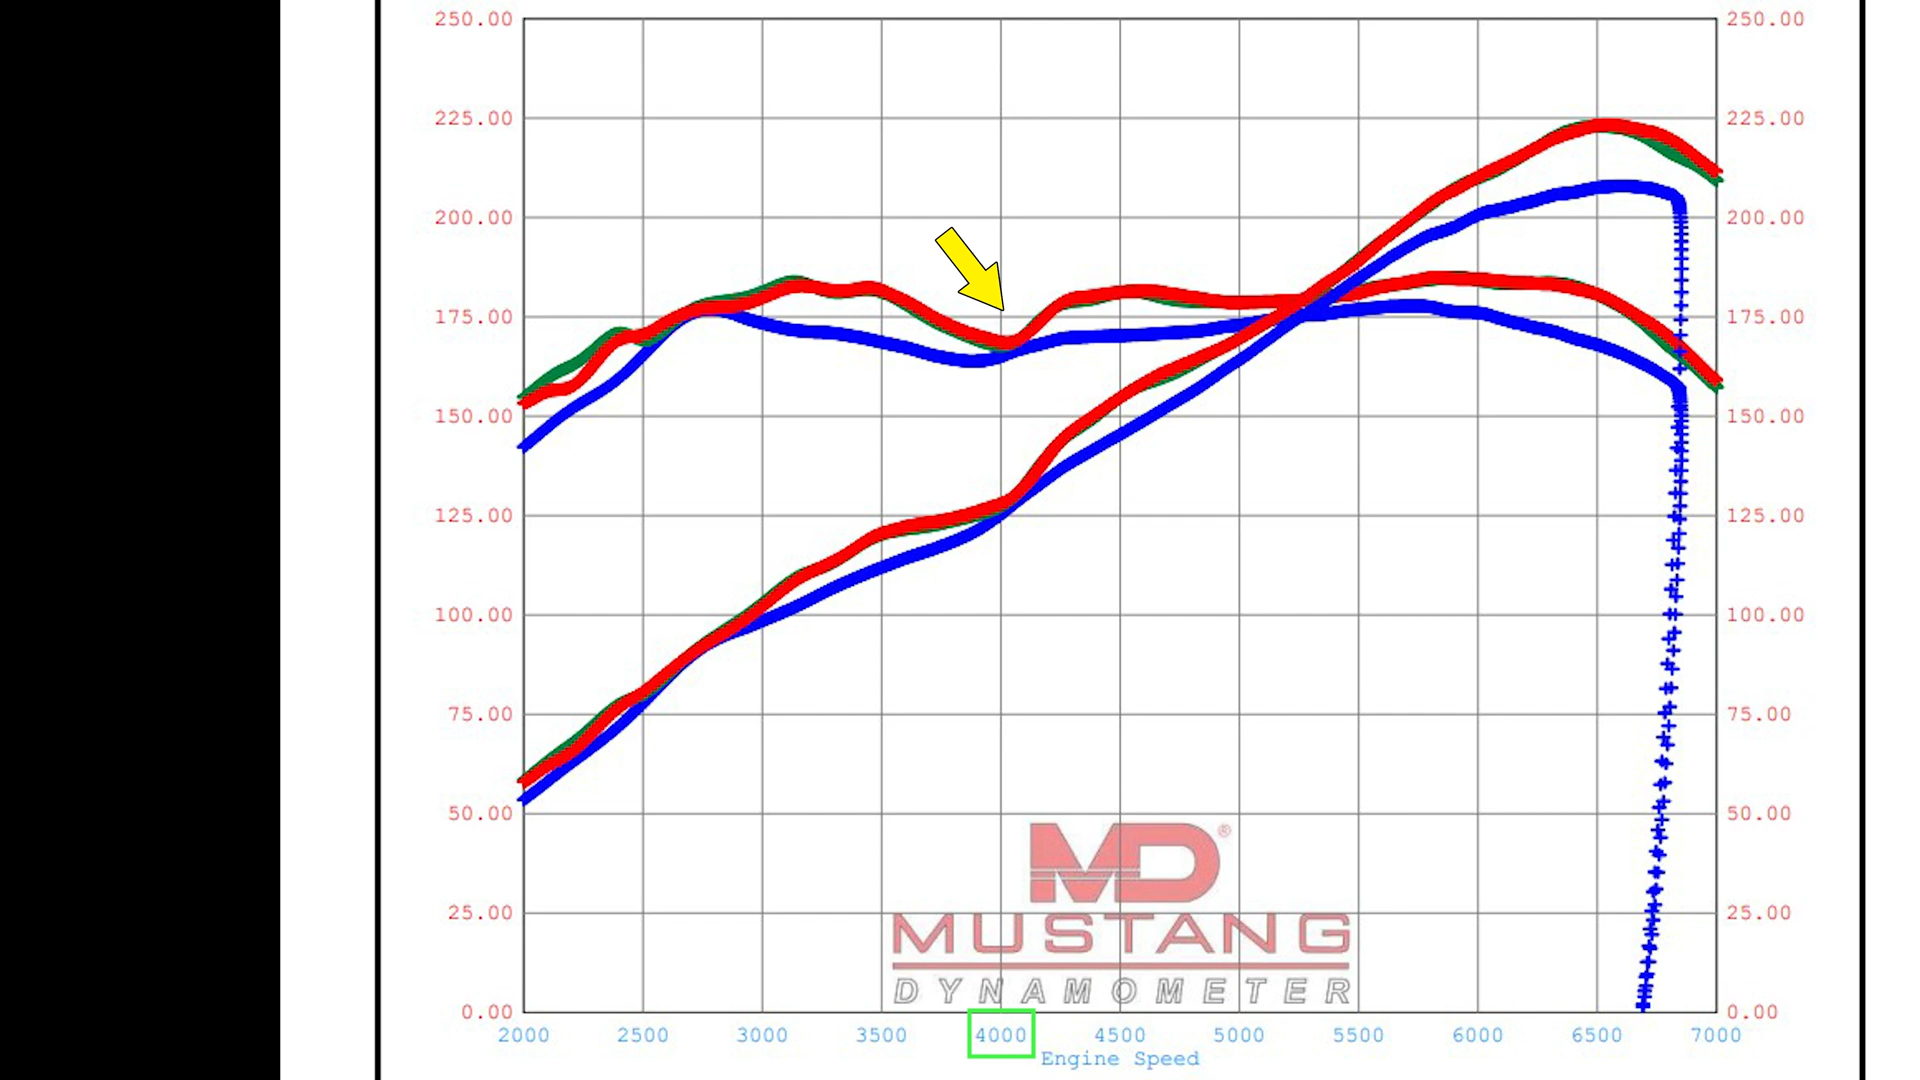 250.00 250.00
225.00 225.00
200.00 200.00
175.00 175.00
150.00 150.00
125.00 125.00
100.00 100.00
75.00 75.00
50.00 50.00
MD®
MUSTANG
25.00 25.00
DYNAMOMETER
0.00 0.00
2000 2500 3000 3500 4000 4500 5000 5500 6000 6500 7000
Engine Speed